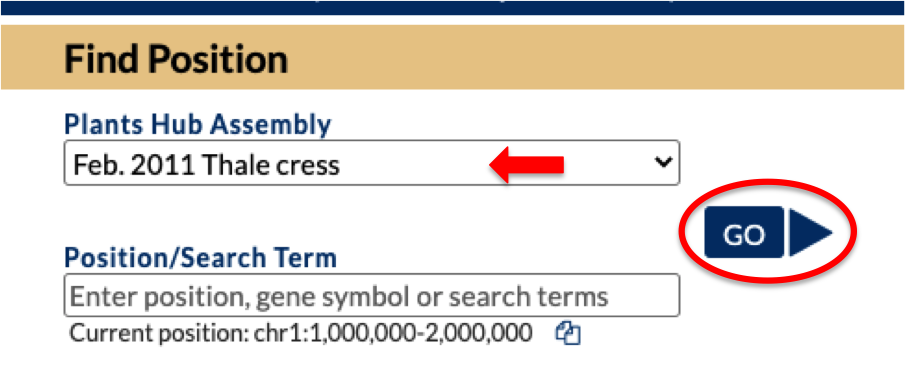 Find Position
Plants Hub Assembly
Feb. 2011 Thale cress
GO
Position/Search Term
Enter position, gene symbol or search terms
Current position: chr1:1,000,000-2,000,000